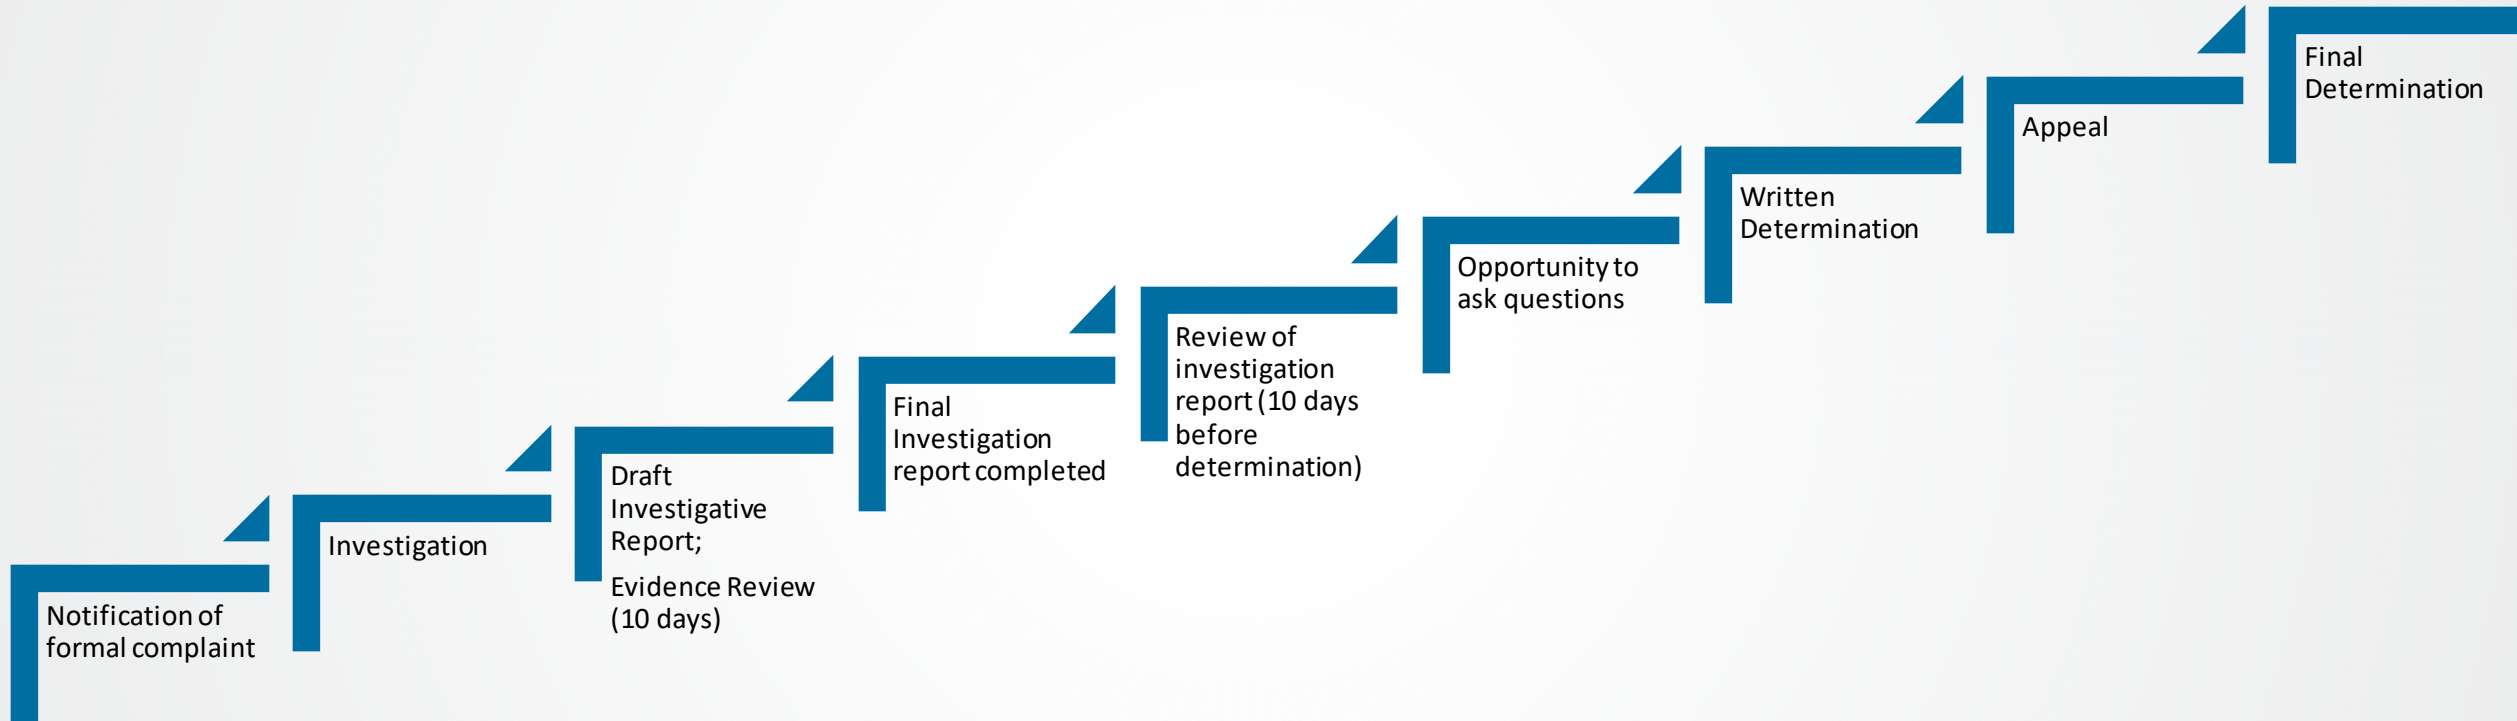 Notification of
formal complaint
Investigation
Draft
Investigative
Report;
Evidence Review
(10 days)
Final
Investigation
report completed
Review of
investigation
report (10 days
before
determination)
Opportunity to
ask questions
Written
Determination
Appeal
Final
Determination